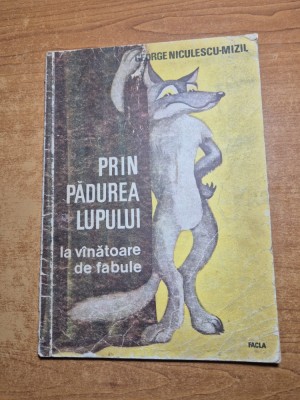 GEORGE NICULESCU-MIZIL
PRIN
PĂDUREA
LUPULUI
la vînătoare
de fabule
FACLA